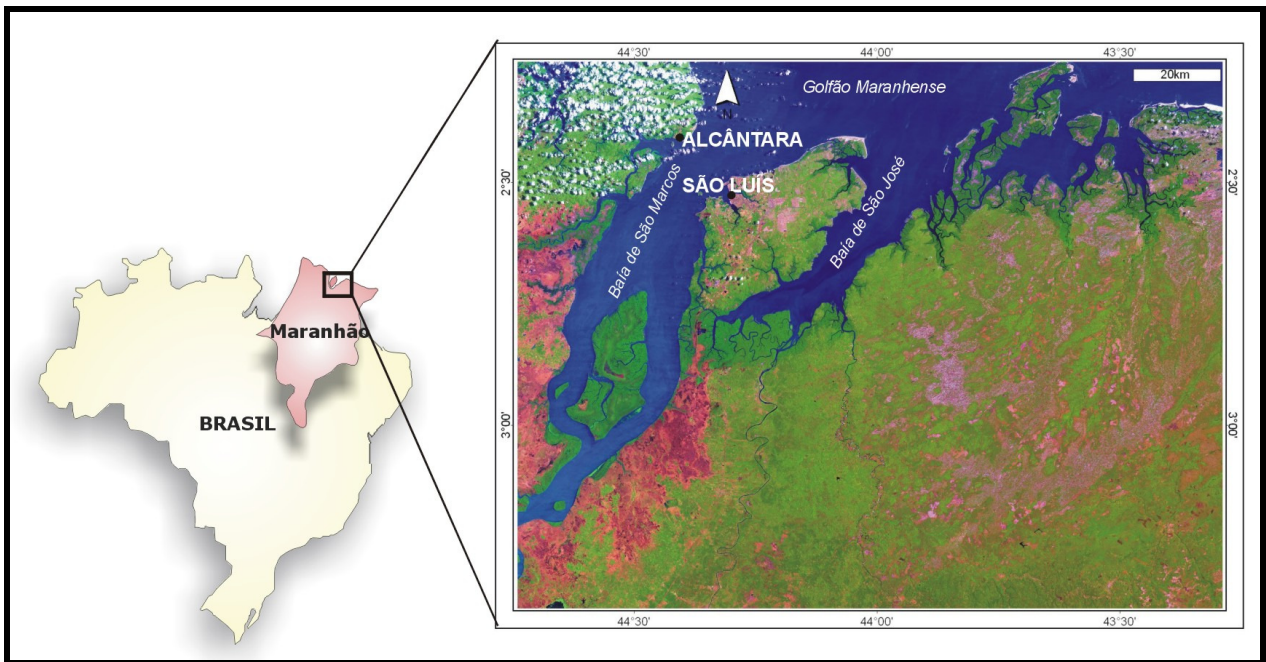 Maranhão
BRASIL
44°30'
44°00'
43°30'
20km
Golfão Maranhense
N
ALCÂNTARA
SÃO LUÍS
Baía de São Marcos
Baía de São José
2°30'
2°30'
3°00'
3°00'
44°30'
44°00'
43°30'